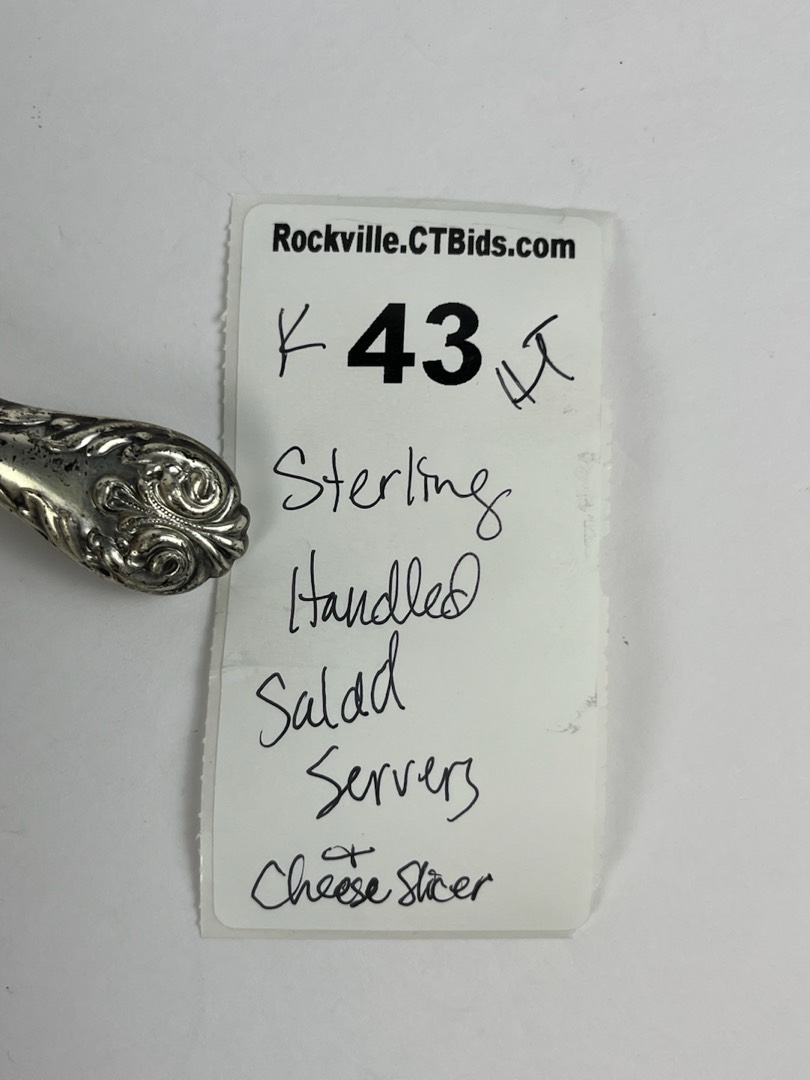 Rockville.CTBids.com
K 43 HT
Sterling
Handled
Salad
Servers
+
Cheese Slicer